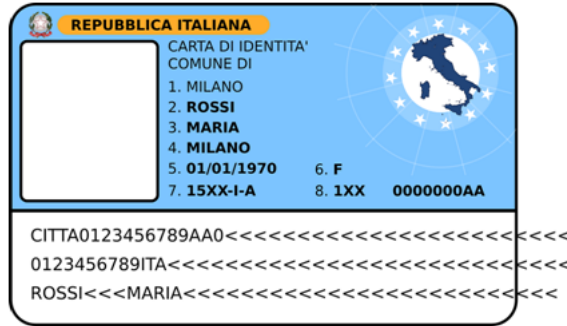 REPUBBLICA ITALIANA
CARTA DI IDENTITA'
COMUNE DI
1. MILANO
2. ROSSI
3. MARIA
4. MILANO
5. 01/01/1970 6. F
7. 15XX-I-A 8. 1XX 0000000AA
CITTA0123456789AA0<<<<<<<<<<<<<<<<<<<<<<<<<<
0123456789ITA<<<<<<<<<<<<<<<<<<<<<<<<<<<<<<
ROSSI<<<MARIA<<<<<<<<<<<<<<<<<<<<<<<<<<<<